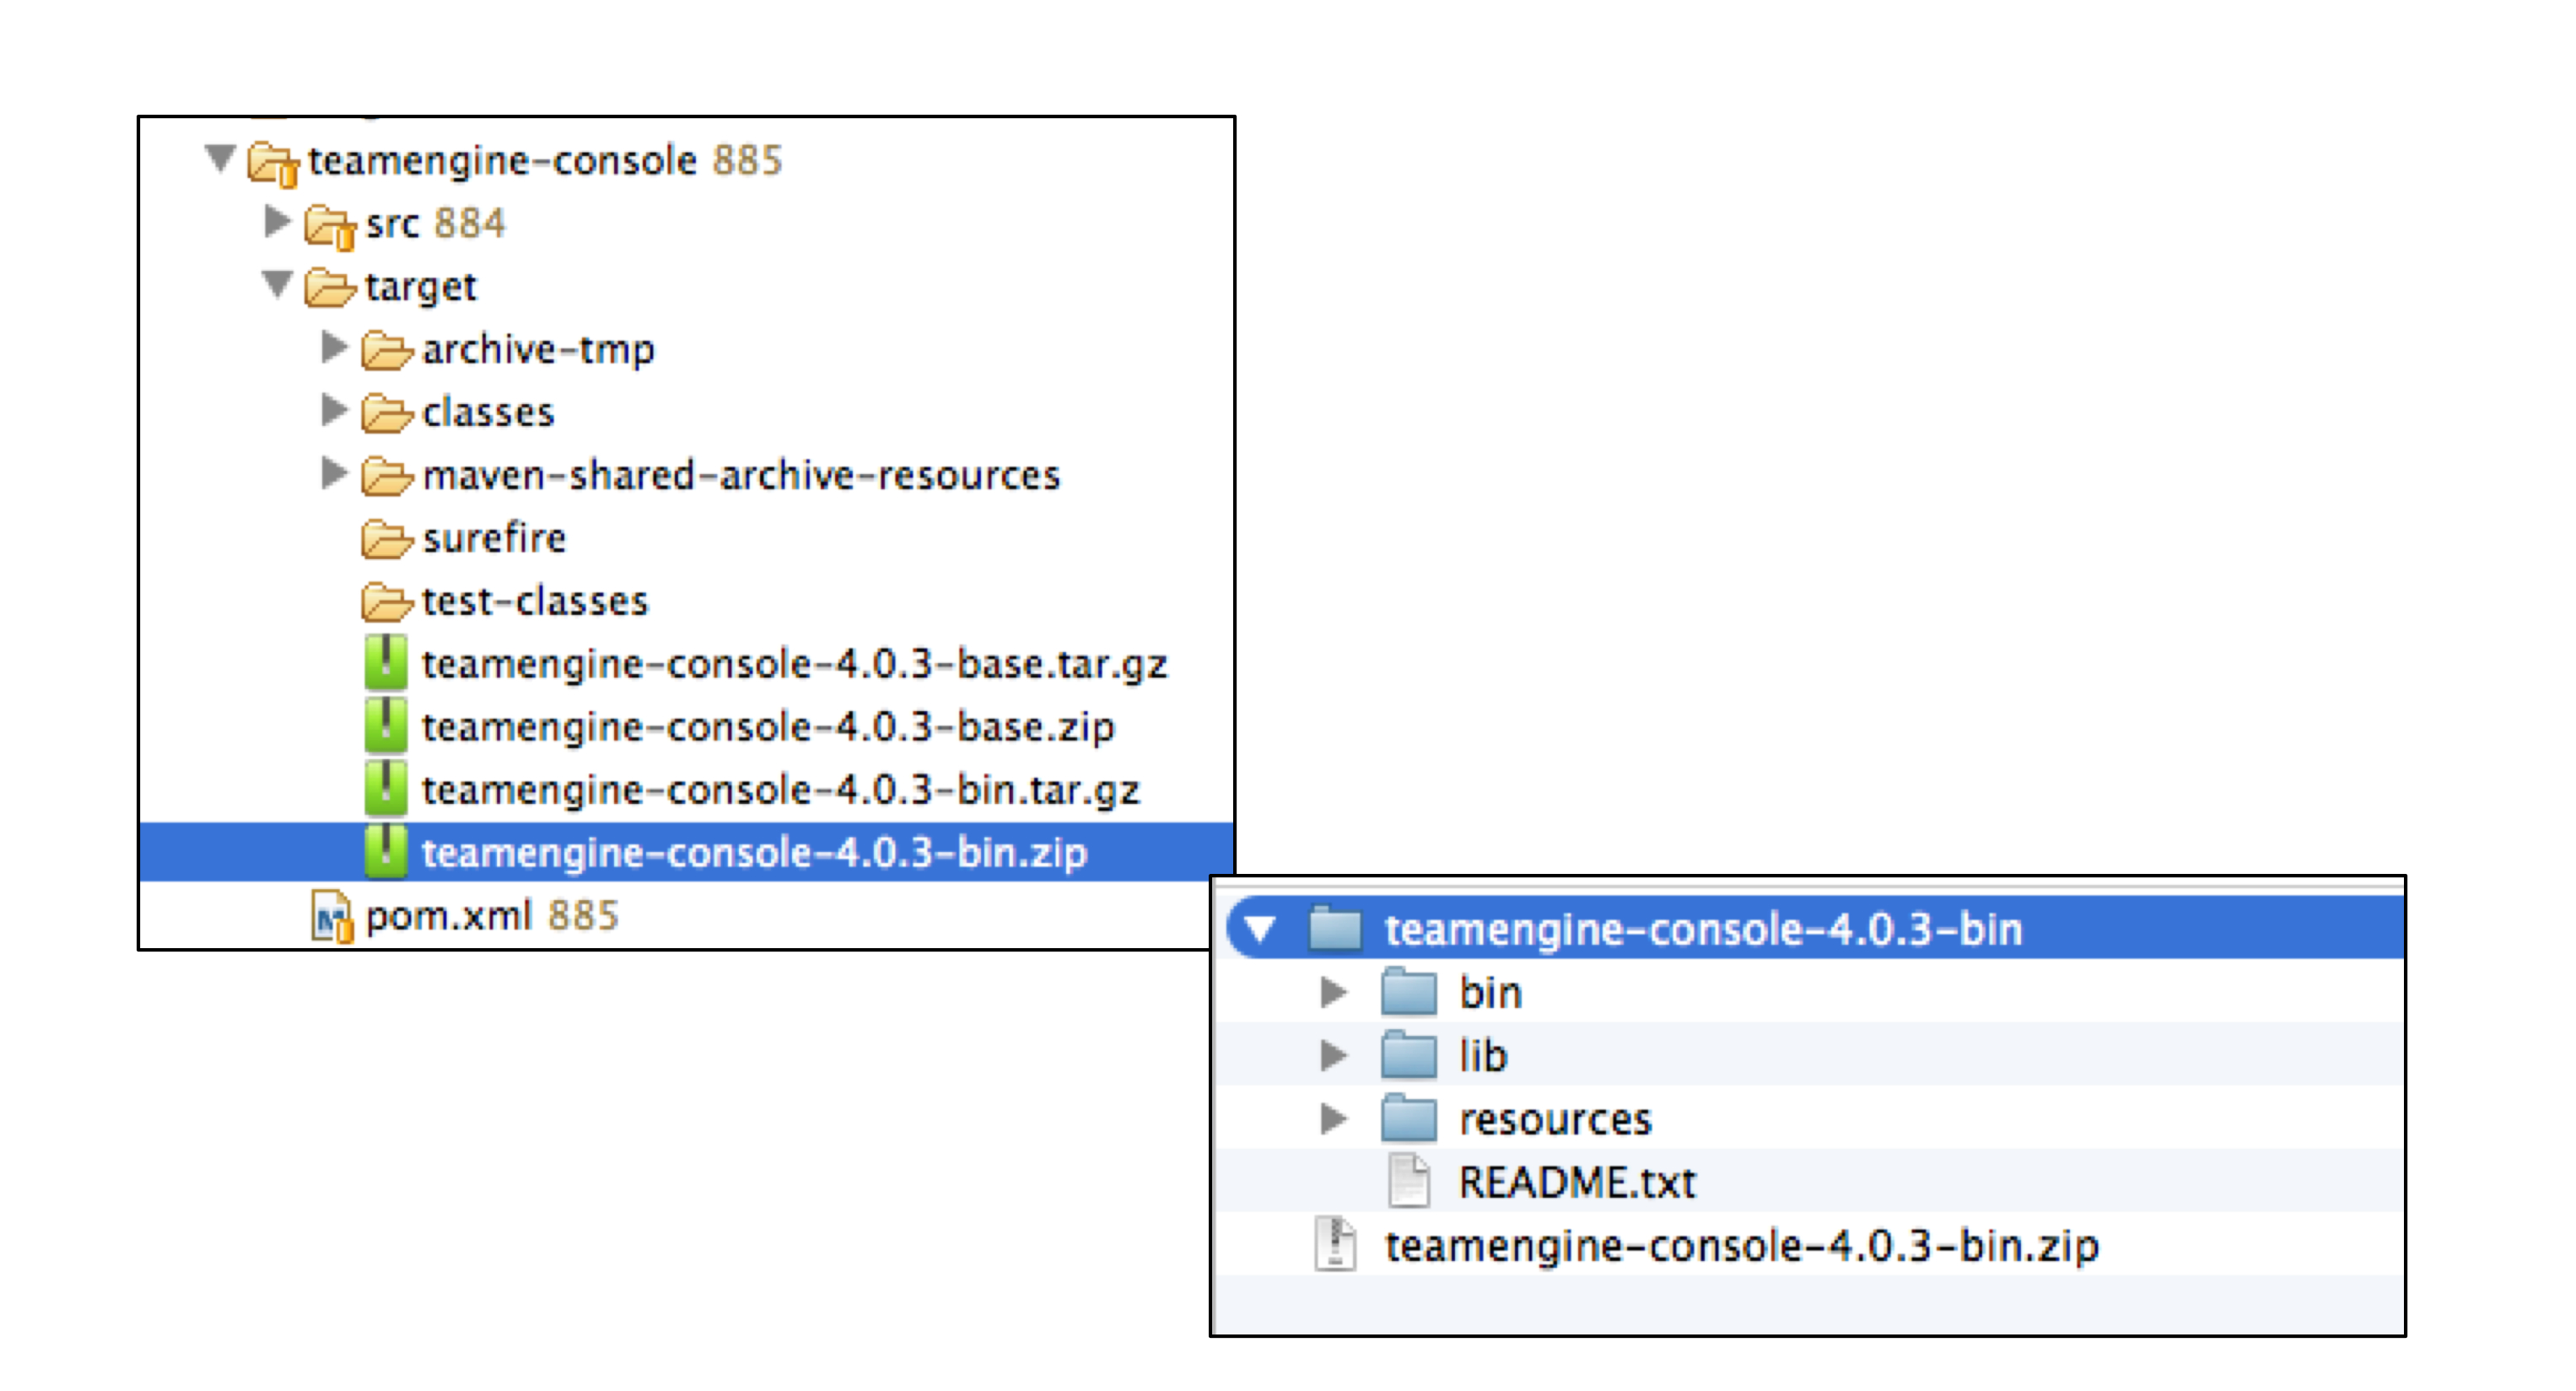 teamengine-console 885
src 884
target
archive-tmp
classes
maven-shared-archive-resources
surefire
test-classes
teamengine-console-4.0.3-base.tar.gz
teamengine-console-4.0.3-base.zip
teamengine-console-4.0.3-bin.tar.gz
teamengine-console-4.0.3-bin.zip
pom.xml 885
teamengine-console-4.0.3-bin
bin
lib
resources
README.txt
teamengine-console-4.0.3-bin.zip